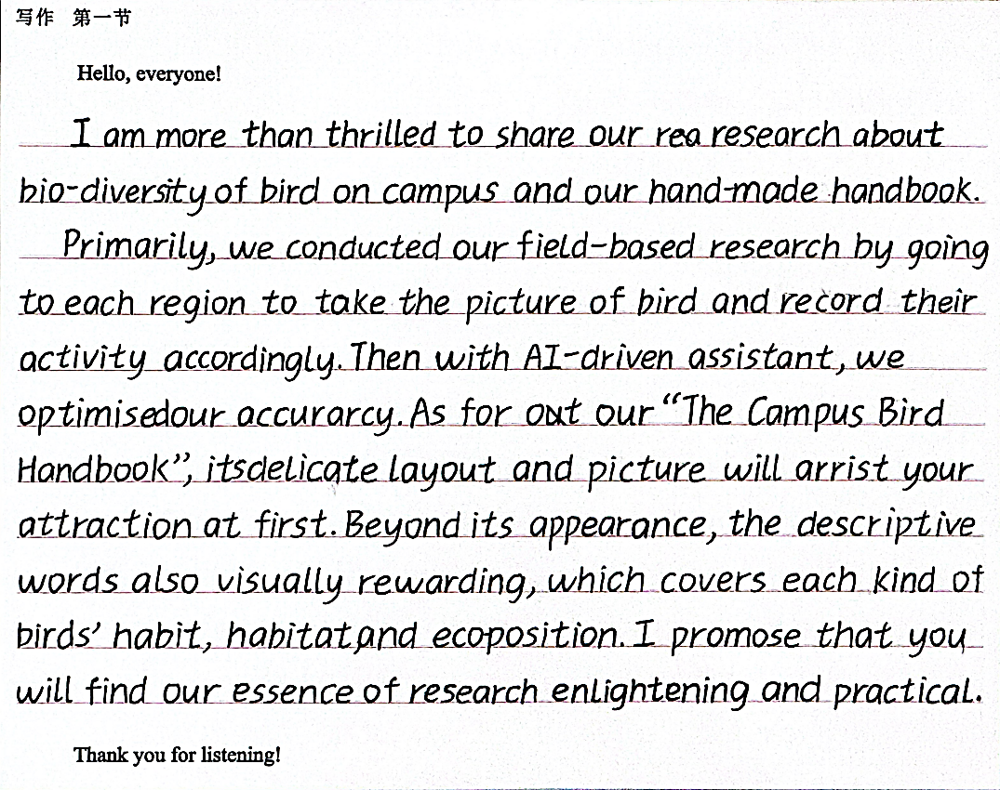 写作 第一节
Hello, everyone!
I am more than thrilled to share our rea research about
bio-diversity of bird on campus and our hand-made handbook.
Primarily, we conducted our field-based research by going
to each region to take the picture of bird and record their
activity accordingly. Then with AI-driven assistant, we
optimisedour accurarcy. As for out our “The Campus Bird
Handbook”, itsdelicate layout and picture will arrist your
attraction at first. Beyond its appearance, the descriptive
words also visually rewarding, which covers each kind of
birds’ habit, habitat,and ecoposition. I promose that you
will find our essence of research enlightening and practical.
Thank you for listening!